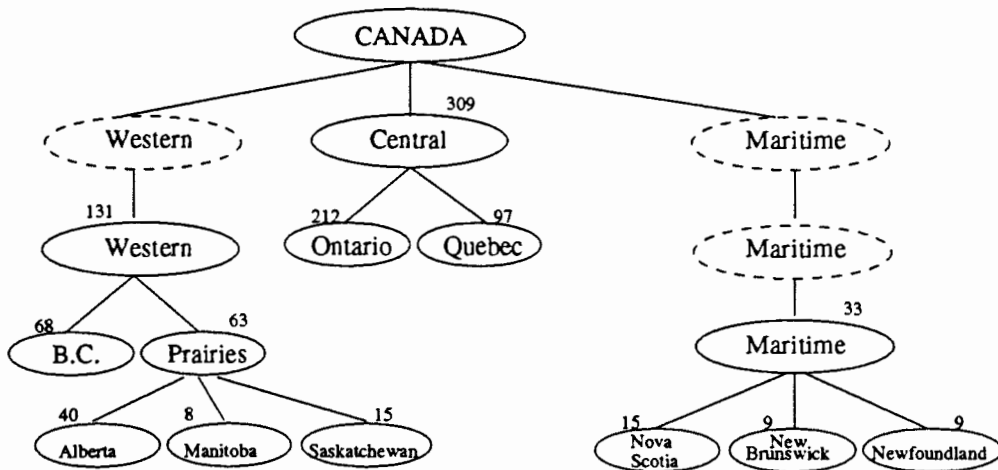 CANADA
309
Western
Central
Maritime
131
212
97
Western
Ontario
Quebec
Maritime
68
63
33
B.C.
Prairies
Maritime
40
8
15
15
9
9
Alberta
Manitoba
Saskatchewan
Nova
Scotia
New
Brunswick
Newfoundland